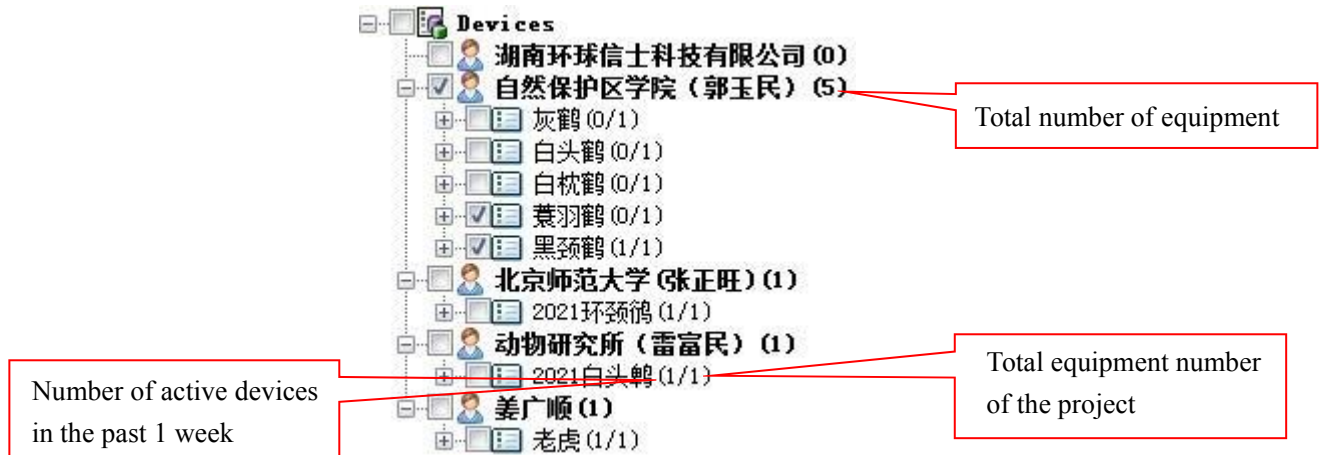 Devices
湖南环球信士科技有限公司(0)
自然保护区学院（郭玉民）(5)
Total number of equipment
灰鹤(0/1)
白头鹤(0/1)
白枕鹤(0/1)
蓑羽鹤(0/1)
黑颈鹤(1/1)
北京师范大学(张正旺)(1)
2021环颈鸻(1/1)
动物研究所（雷富民）(1)
Total equipment number
of the project
2021白头鹎(1/1)
Number of active devices
in the past 1 week
姜广顺(1)
老虎(1/1)